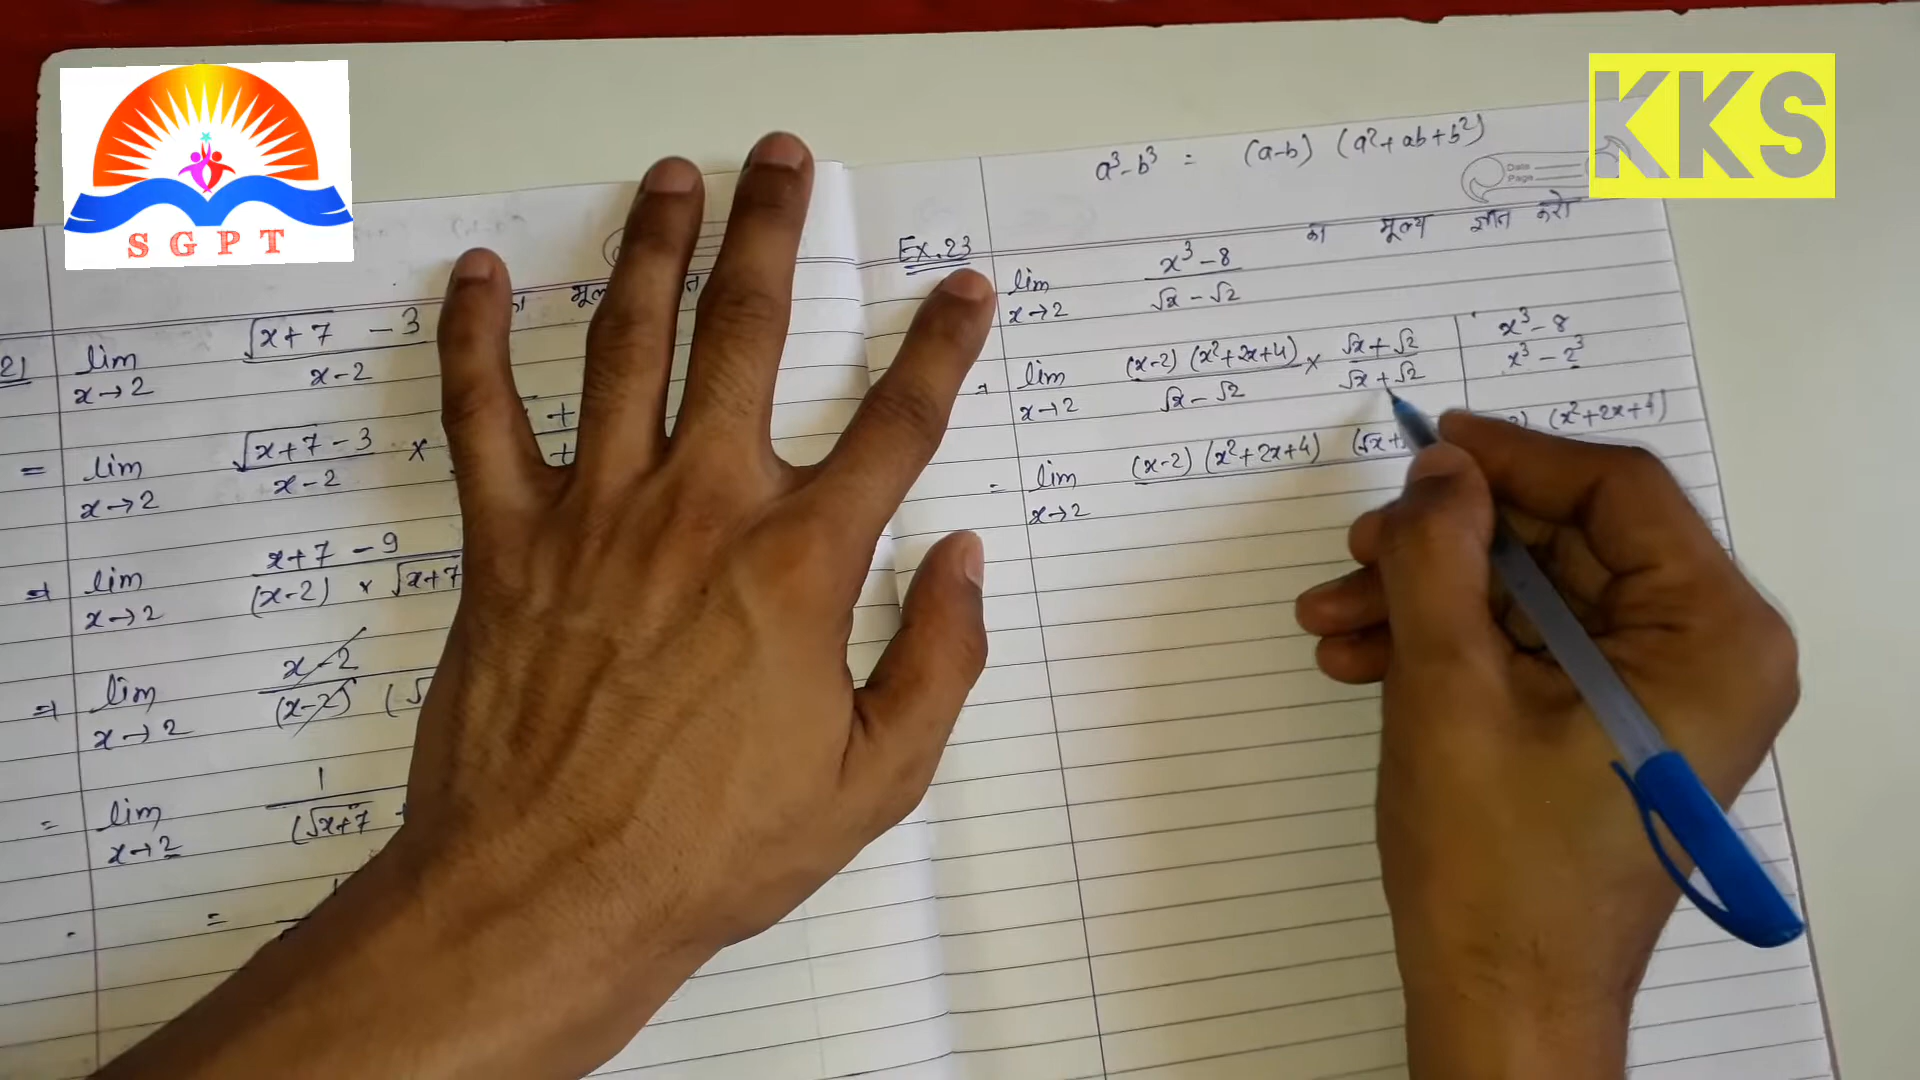 SGPT
KKS
21 lim x→2 √x+7 - 3 / x-2
= lim x→2 √x+7 - 3 / x-2 ×
⇒ lim x→2 x+7 - 9 / (x-2) × √x+7
⇒ lim x→2 x-2 / (x-2) (√
= lim x→2 1 / (√x+7
=
a³-b³ = (a-b) (a²+ab+b²)
Date
Page
Ex.23 lim x→2 x³-8 / √x-√2 का मूल्य ज्ञात करो
⇒ lim x→2 (x-2) (x²+2x+4) / √x-√2 × √x+√2 / √x+√2
x³-8
x³-2³
(x²+2x+4)
= lim x→2 (x-2) (x²+2x+4) (√x+